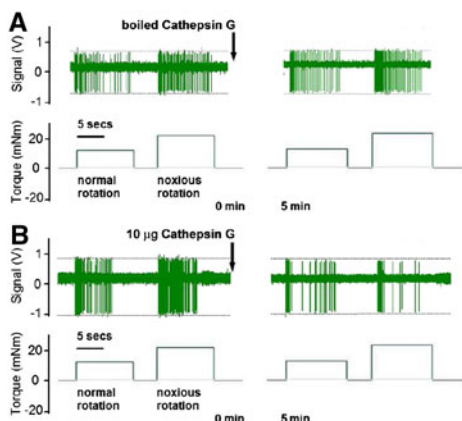 A
boiled Cathepsin G
Signal (V)
1
0
-1
5 secs
Torque (mNm)
20
0
-20
normal rotation
noxious rotation
0 min
5 min
B
10 µg Cathepsin G
Signal (V)
1
0
-1
5 secs
Torque (mNm)
20
0
-20
normal rotation
noxious rotation
0 min
5 min